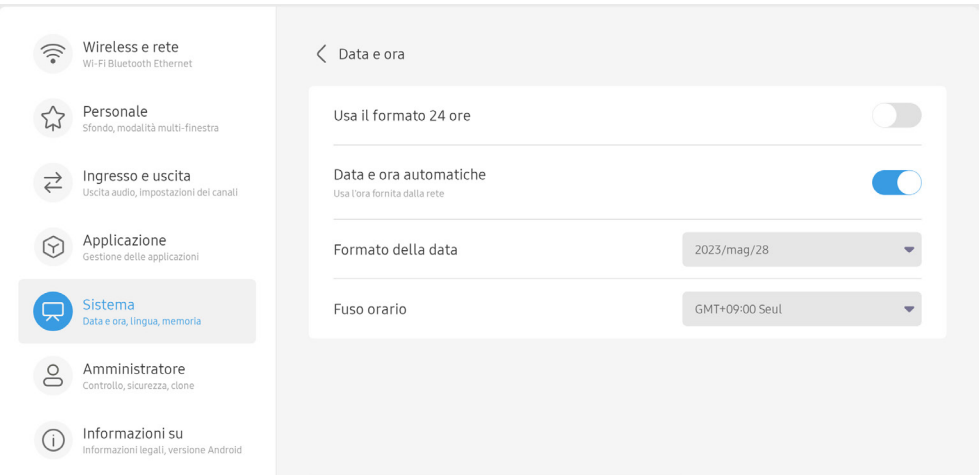 Wireless e rete
Wi-Fi Bluetooth Ethernet
Personale
Sfondo, modalità multi-finestra
Ingresso e uscita
Uscita audio, impostazioni dei canali
Applicazione
Gestione delle applicazioni
Sistema
Data e ora, lingua, memoria
Amministratore
Controllo, sicurezza, clone
Informazioni su
Informazioni legali, versione Android
Data e ora
Usa il formato 24 ore
Data e ora automatiche
Usa l'ora fornita dalla rete
Formato della data 2023/mag/28
Fuso orario GMT+09:00 Seul